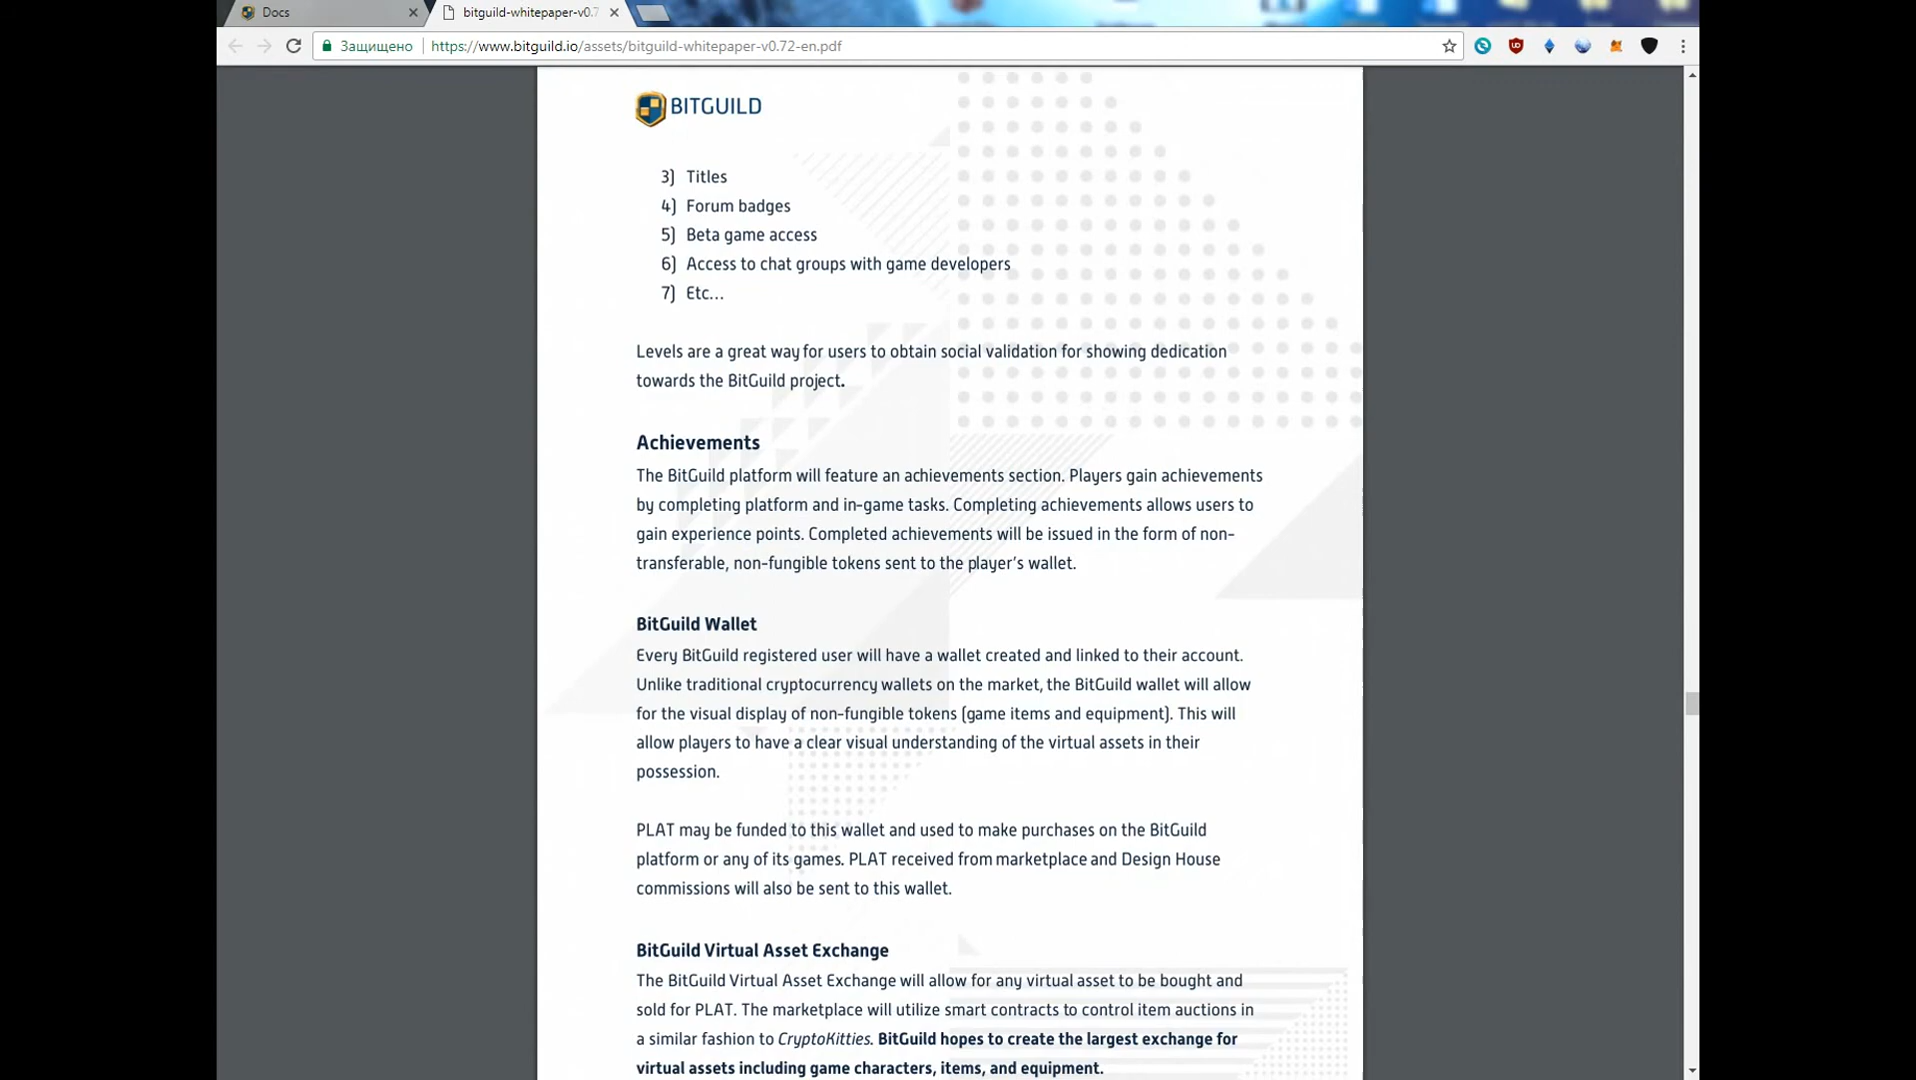 Docs
bitguild-whitepaper-v0.7
Защищено
https://www.bitguild.io/assets/bitguild-whitepaper-v0.72-en.pdf
BITGUILD
3) Titles
4) Forum badges
5) Beta game access
6) Access to chat groups with game developers
7) Etc...
Levels are a great way for users to obtain social validation for showing dedication
towards the BitGuild project.
Achievements
The BitGuild platform will feature an achievements section. Players gain achievements
by completing platform and in-game tasks. Completing achievements allows users to
gain experience points. Completed achievements will be issued in the form of non-
transferable, non-fungible tokens sent to the player's wallet.
BitGuild Wallet
Every BitGuild registered user will have a wallet created and linked to their account.
Unlike traditional cryptocurrency wallets on the market, the BitGuild wallet will allow
for the visual display of non-fungible tokens (game items and equipment). This will
allow players to have a clear visual understanding of the virtual assets in their
possession.
PLAT may be funded to this wallet and used to make purchases on the BitGuild
platform or any of its games. PLAT received from marketplace and Design House
commissions will also be sent to this wallet.
BitGuild Virtual Asset Exchange
The BitGuild Virtual Asset Exchange will allow for any virtual asset to be bought and
sold for PLAT. The marketplace will utilize smart contracts to control item auctions in
a similar fashion to CryptoKitties. BitGuild hopes to create the largest exchange for
virtual assets including game characters, items, and equipment.